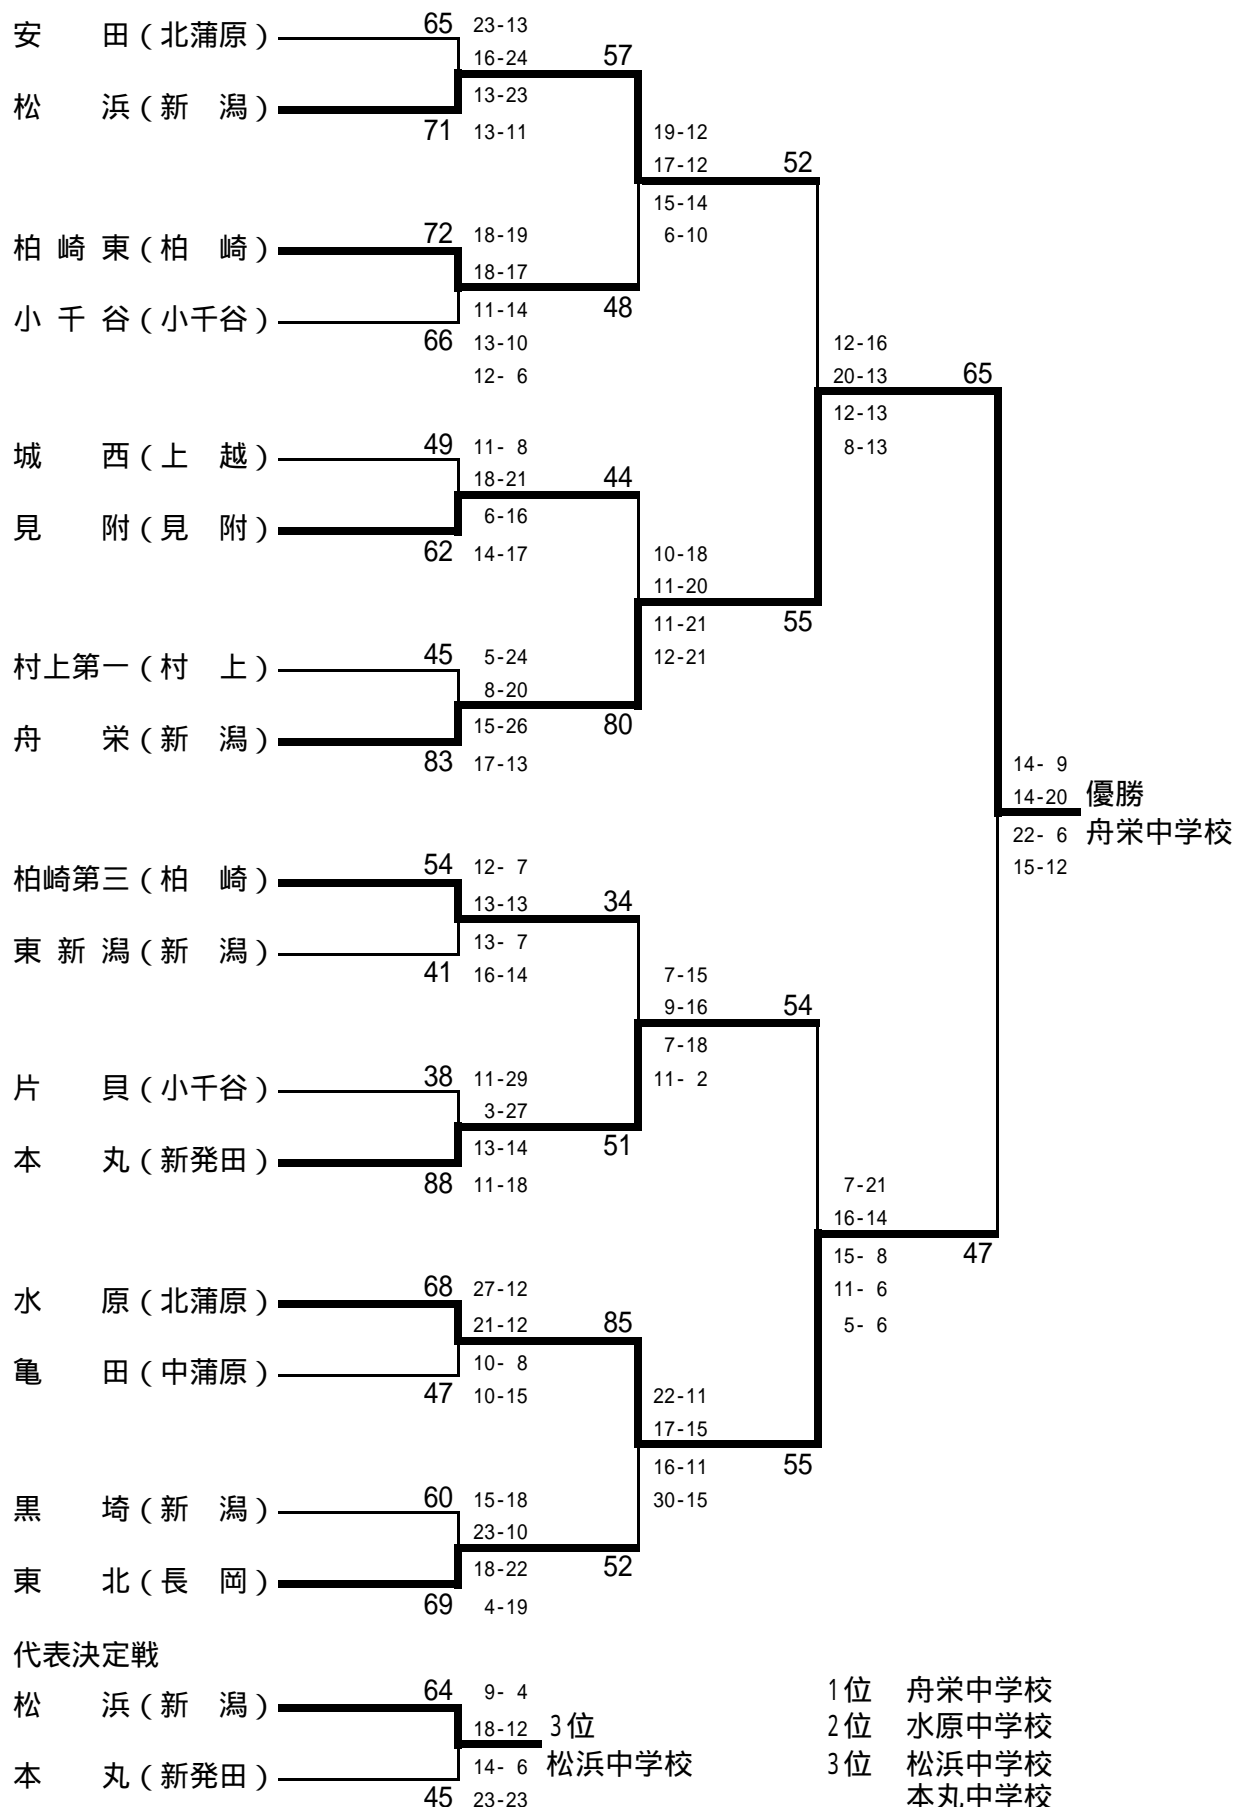 安　　田（北蒲原） 65 23-13
16-24 57
13-23
松　　浜（新　潟） 71 13-11
19-12
17-12 52
15-14
6-10
柏 崎 東（柏　崎） 72 18-19
18-17
11-14 48
小 千 谷（小千谷） 66 13-10
12- 6
12-16
20-13 65
12-13
8-13
城　　西（上　越） 49 11- 8
18-21 44
6-16
見　　附（見　附） 62 14-17
10-18
11-20
11-21 55
12-21
村上第一（村　上） 45 5-24
8-20
15-26 80
舟　　栄（新　潟） 83 17-13
14- 9
14-20 優勝
22- 6 舟栄中学校
15-12
柏崎第三（柏　崎） 54 12- 7
13-13 34
13- 7
東 新 潟（新　潟） 41 16-14
7-15
9-16 54
7-18
11- 2
片　　貝（小千谷） 38 11-29
3-27
13-14 51
本　　丸（新発田） 88 11-18
7-21
16-14
15- 8 47
11- 6
5- 6
水　　原（北蒲原） 68 27-12
21-12 85
10- 8
亀　　田（中蒲原） 47 10-15
22-11
17-15
16-11 55
30-15
黒　　埼（新　潟） 60 15-18
23-10
18-22 52
東　　北（長　岡） 69 4-19
代表決定戦
松　　浜（新　潟） 64 9- 4
18-12 3位
14- 6 松浜中学校
本　　丸（新発田） 45 23-23
1位　舟栄中学校
2位　水原中学校
3位　松浜中学校
本丸中学校